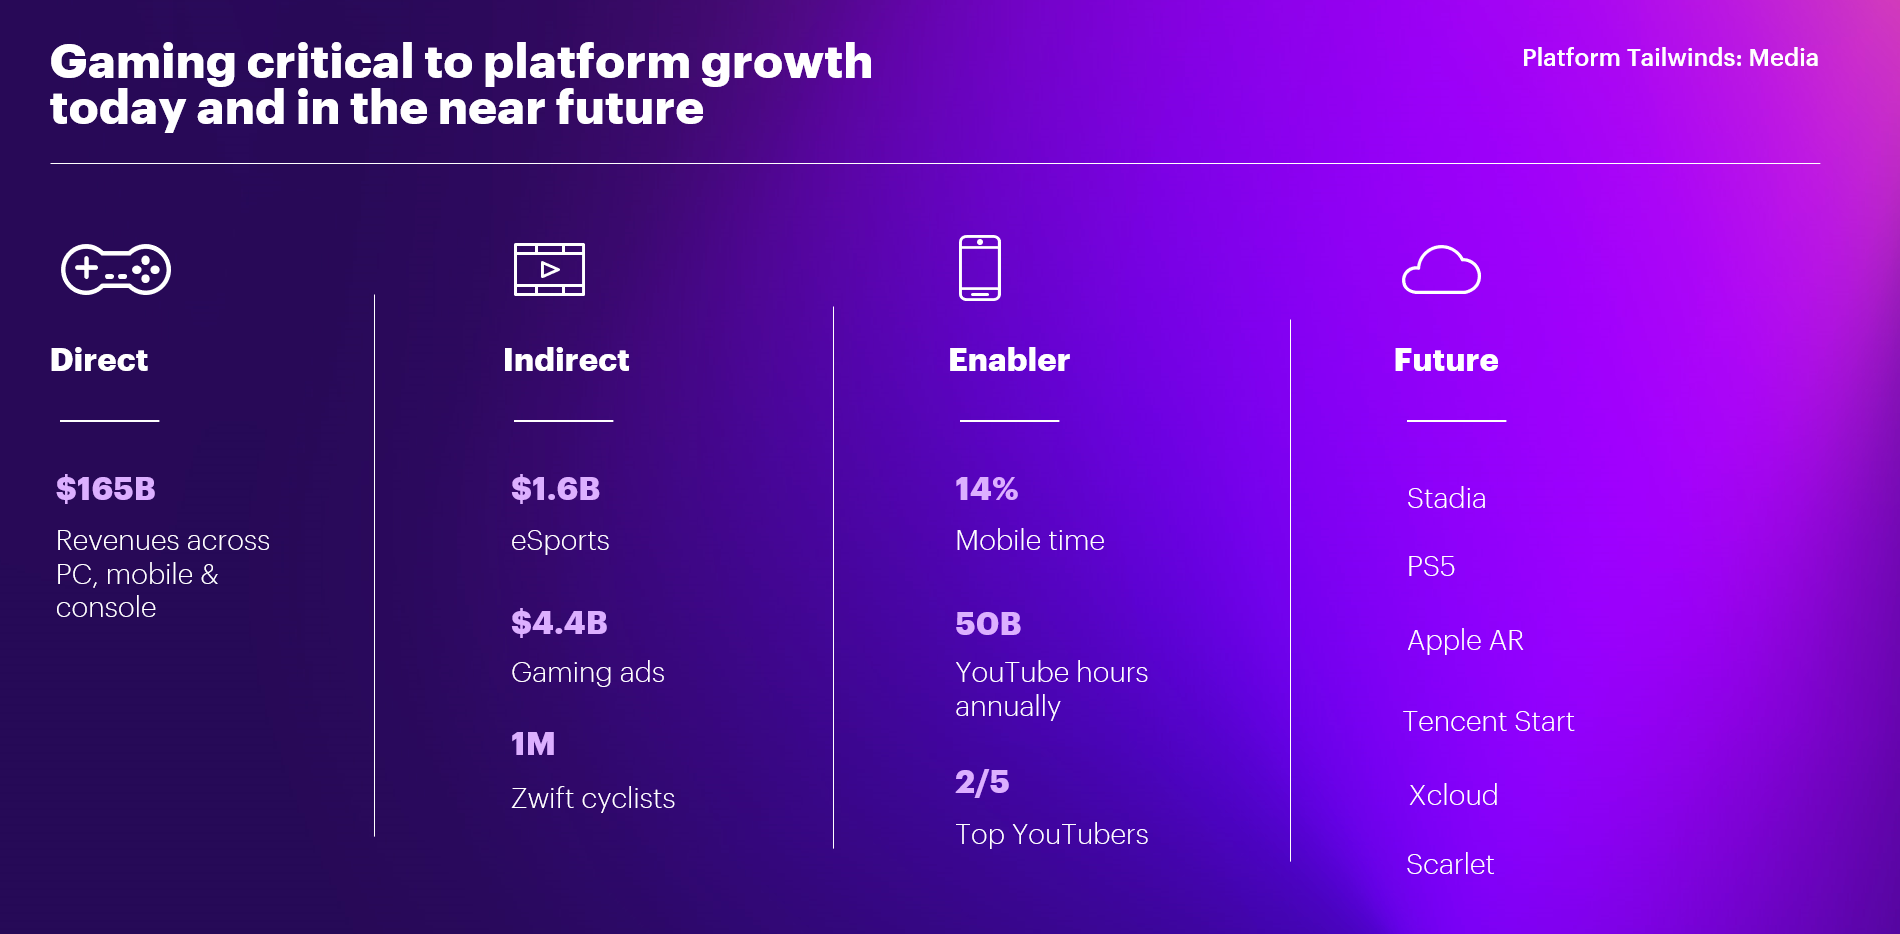 Gaming critical to platform growth
today and in the near future
Platform Tailwinds: Media
Direct
$165B
Revenues across
PC, mobile &
console
Indirect
$1.6B
eSports
$4.4B
Gaming ads
1M
Zwift cyclists
Enabler
14%
Mobile time
50B
YouTube hours
annually
2/5
Top YouTubers
Future
Stadia
PS5
Apple AR
Tencent Start
Xcloud
Scarlet